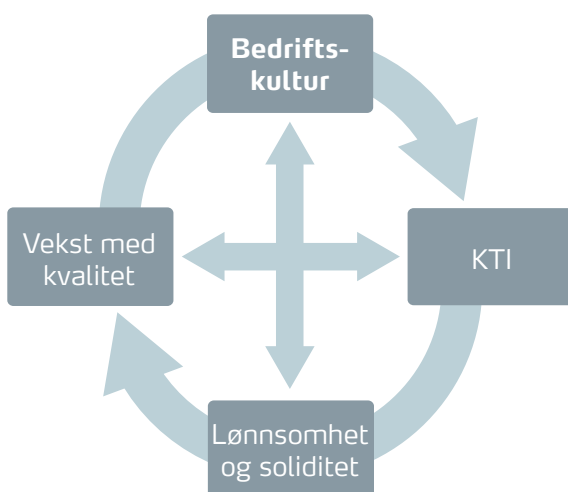 Bedrifts-
kultur
Vekst med
kvalitet
KTI
Lønnsomhet
og soliditet